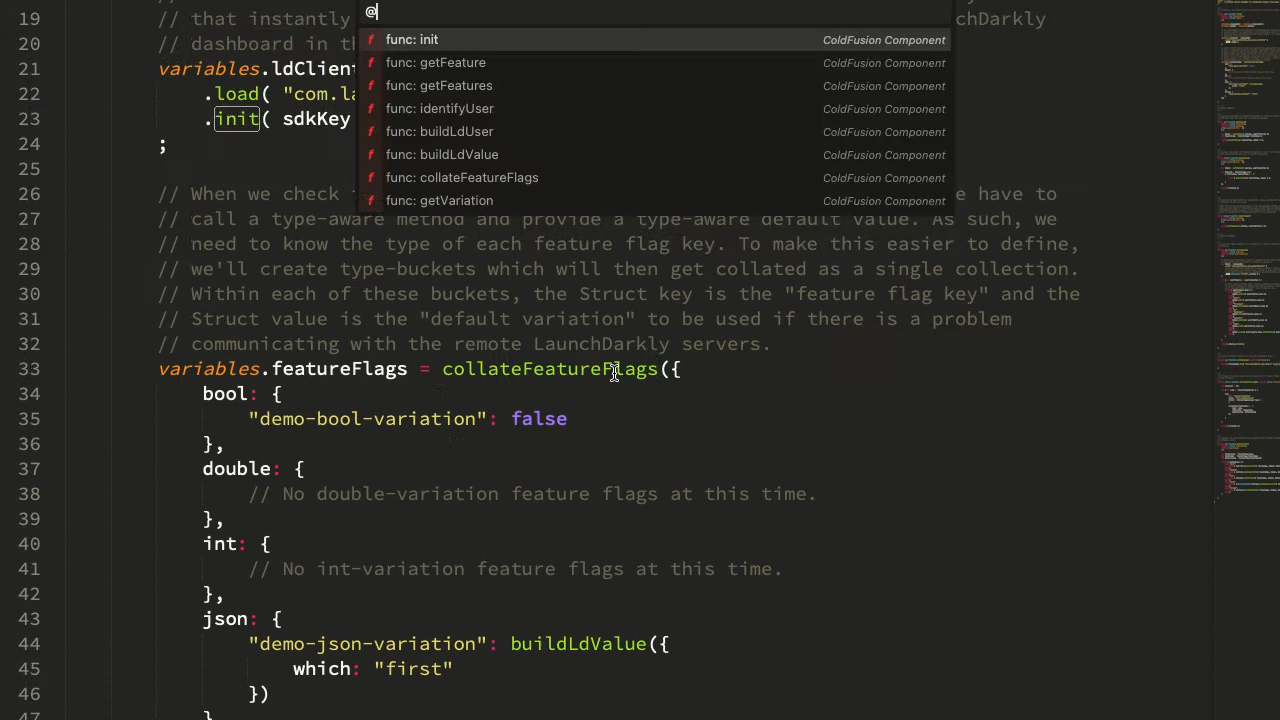 @
func: init ColdFusion Component
func: getFeature ColdFusion Component
func: getFeatures ColdFusion Component
func: identifyUser ColdFusion Component
func: buildLdUser ColdFusion Component
func: buildLdValue ColdFusion Component
func: collateFeatureFlags ColdFusion Component
func: getVariation ColdFusion Component
19 // that instantly chDarkly
20 // dashboard in th
21 variables.ldClient
22 .load( "com.la
23 .init( sdkKey
24 ;
25
26 // When we check e have to
27 // call a type-aware method and provide a type-aware default value. As such, we
28 // need to know the type of each feature flag key. To make this easier to define,
29 // we'll create type-buckets which will then get collated as a single collection.
30 // Within each of these buckets, the Struct key is the "feature flag key" and the
31 // Struct value is the "default variation" to be used if there is a problem
32 // communicating with the remote LaunchDarkly servers.
33 variables.featureFlags = collateFeatureFlags({
34 bool: {
35 "demo-bool-variation": false
36 },
37 double: {
38 // No double-variation feature flags at this time.
39 },
40 int: {
41 // No int-variation feature flags at this time.
42 },
43 json: {
44 "demo-json-variation": buildLdValue({
45 which: "first"
46 })
47 }